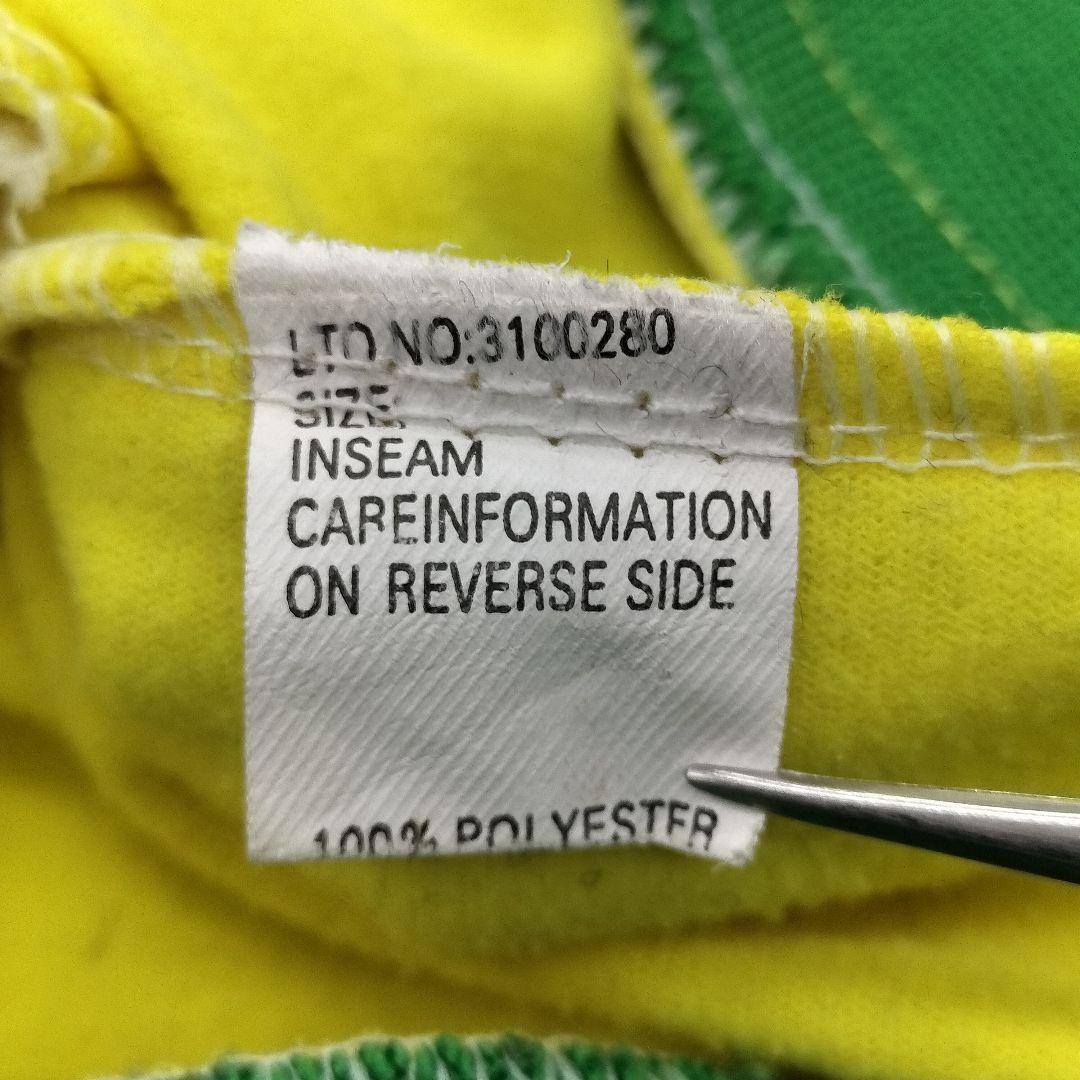 LTD NO:3100280
SIZE:
INSEAM
CAREINFORMATION
ON REVERSE SIDE
100% POLYESTER